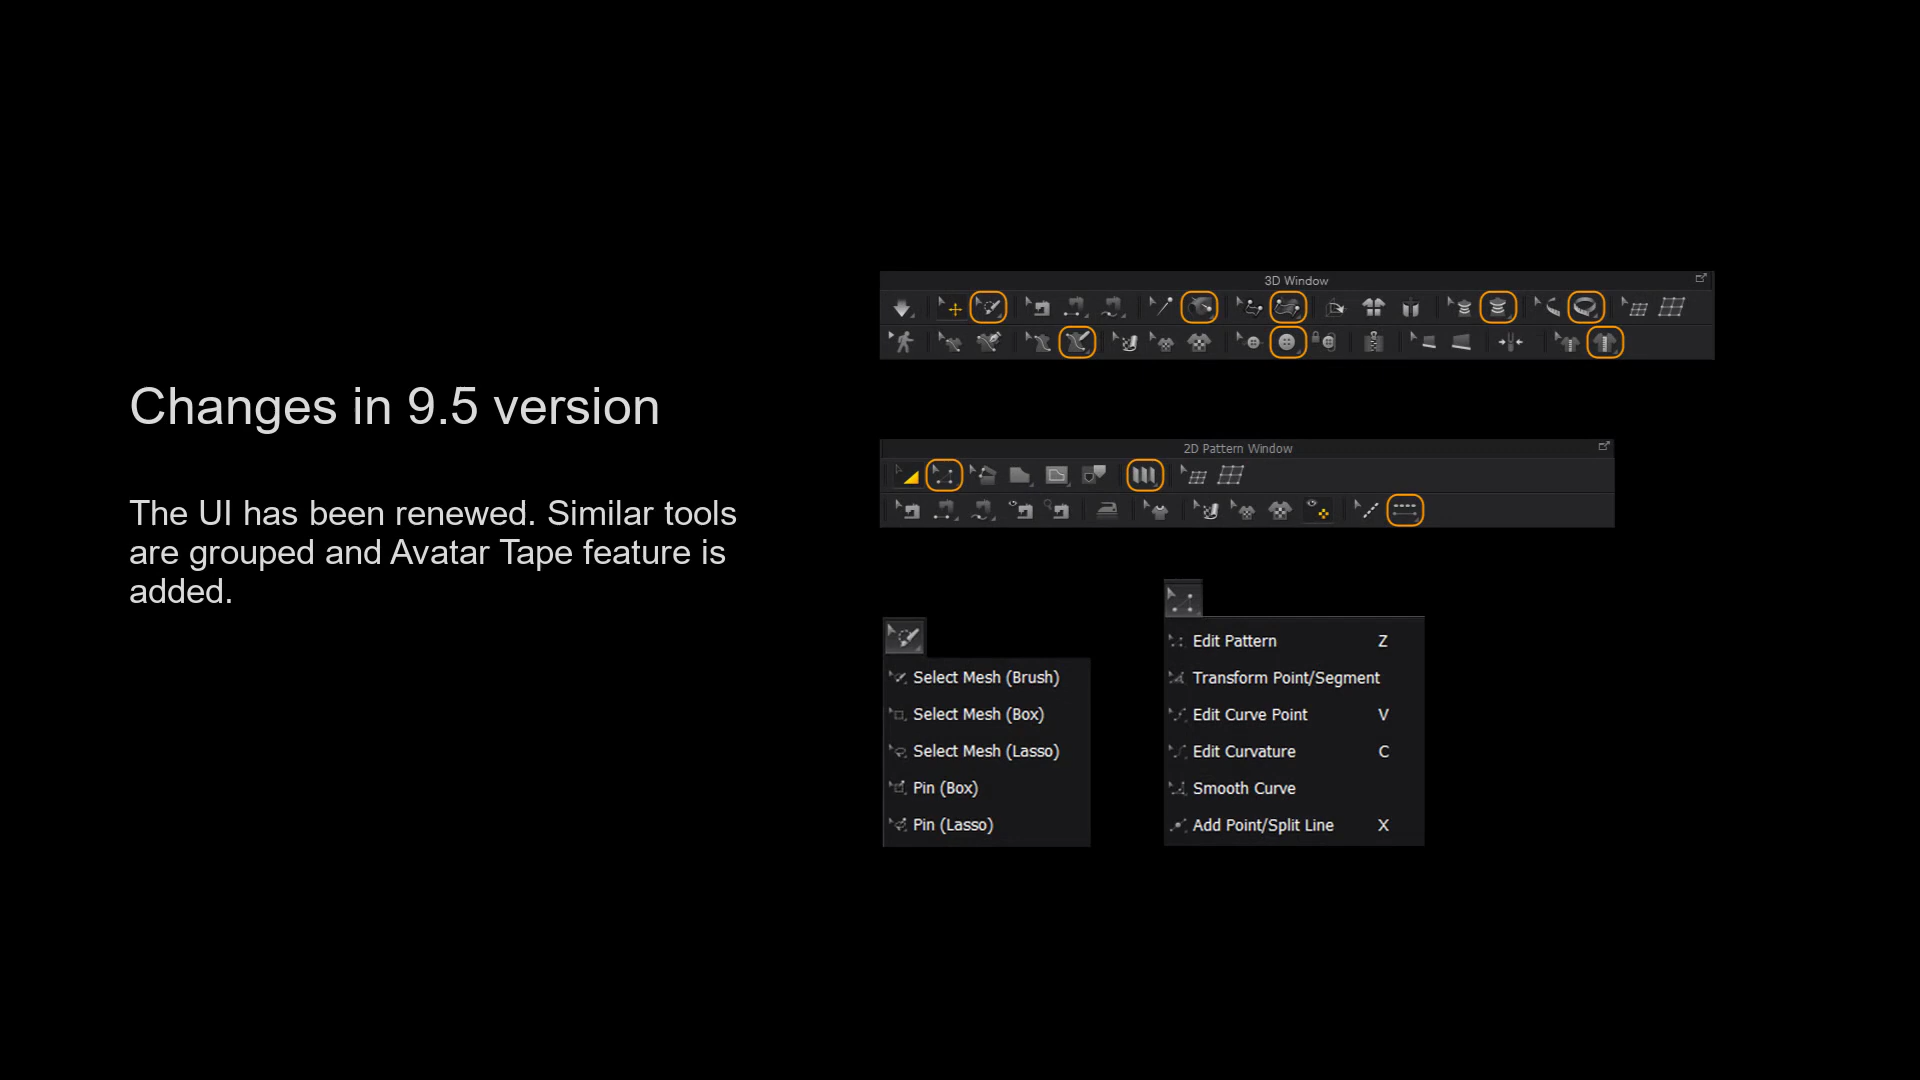 Changes in 9.5 version
The UI has been renewed. Similar tools
are grouped and Avatar Tape feature is
added.
3D Window
2D Pattern Window
Select Mesh (Brush)
Select Mesh (Box)
Select Mesh (Lasso)
Pin (Box)
Pin (Lasso)
Edit Pattern Z
Transform Point/Segment
Edit Curve Point V
Edit Curvature C
Smooth Curve
Add Point/Split Line X